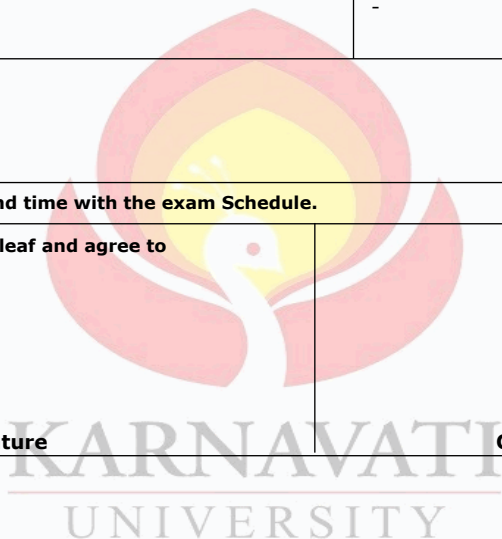 -
nd time with the exam Schedule.
leaf and agree to
ture
KARNAVATI
UNIVERSITY